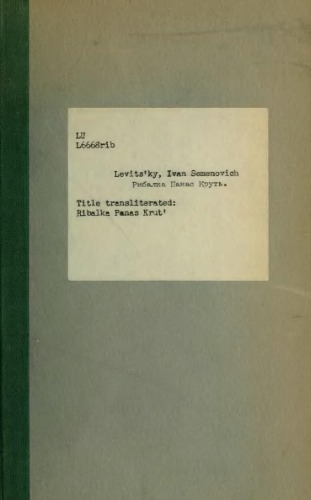 LU
L6668rib
Levits'ky, Ivan Semenovich
Рибалка Панас Круть.
Title transliterated:
Ribalka Panas Krut'